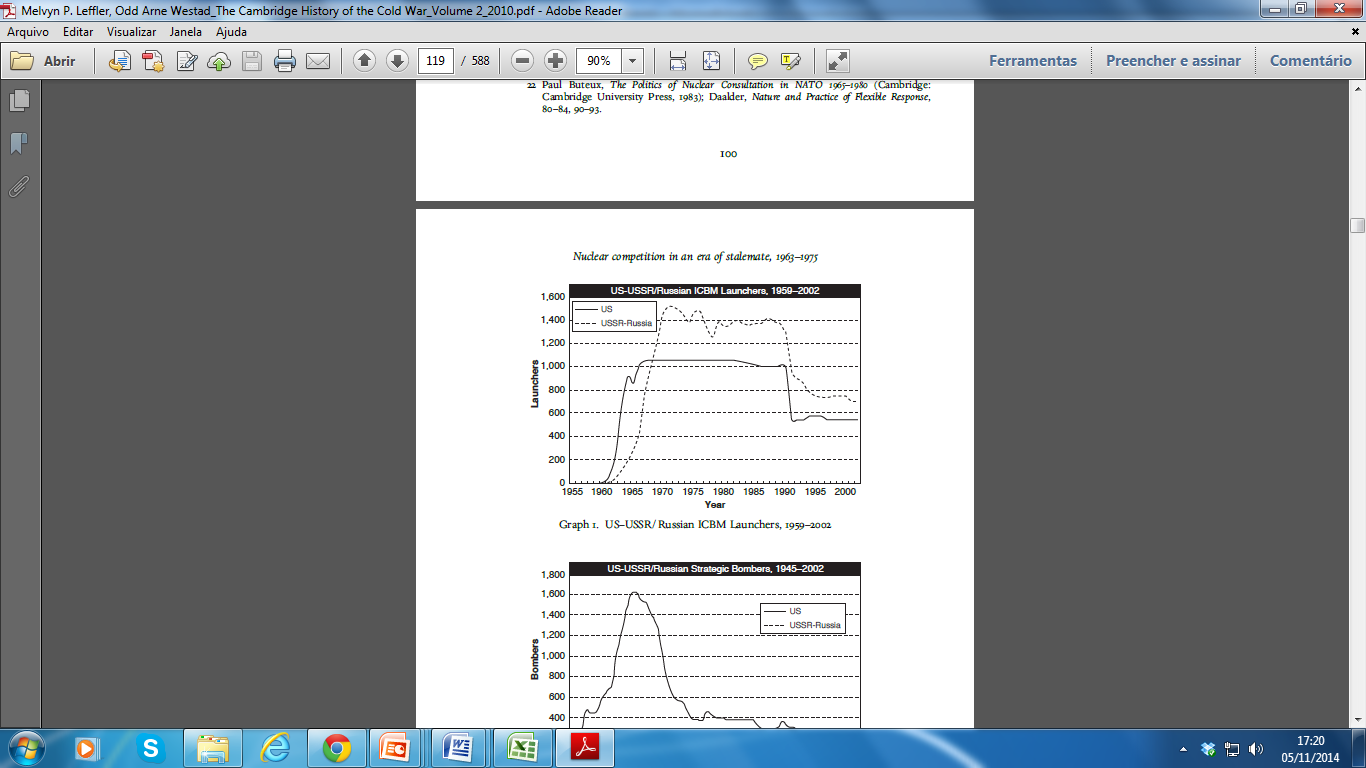 Melvyn P. Leffler, Odd Arne Westad_The Cambridge History of the Cold War_Volume 2_2010.pdf - Adobe Reader
Arquivo Editar Visualizar Janela Ajuda
Abrir 119 / 588 90% Ferramentas Preencher e assinar Comentário
22 Paul Buteux, The Politics of Nuclear Consultation in NATO 1965–1980 (Cambridge:
Cambridge University Press, 1983); Daalder, Nature and Practice of Flexible Response,
80–84, 90–93.
100
Nuclear competition in an era of stalemate, 1963–1975
US-USSR/Russian ICBM Launchers, 1959–2002
1,600
US
USSR-Russia
1,400
1,200
1,000
800
600
400
200
0
Launchers
1955 1960 1965 1970 1975 1980 1985 1990 1995 2000
Year
Graph 1. US–USSR/ Russian ICBM Launchers, 1959–2002
US-USSR/Russian Strategic Bombers, 1945–2002
1,800
1,600
US
1,400
USSR-Russia
1,200
1,000
800
600
400
Bombers
17:20
05/11/2014